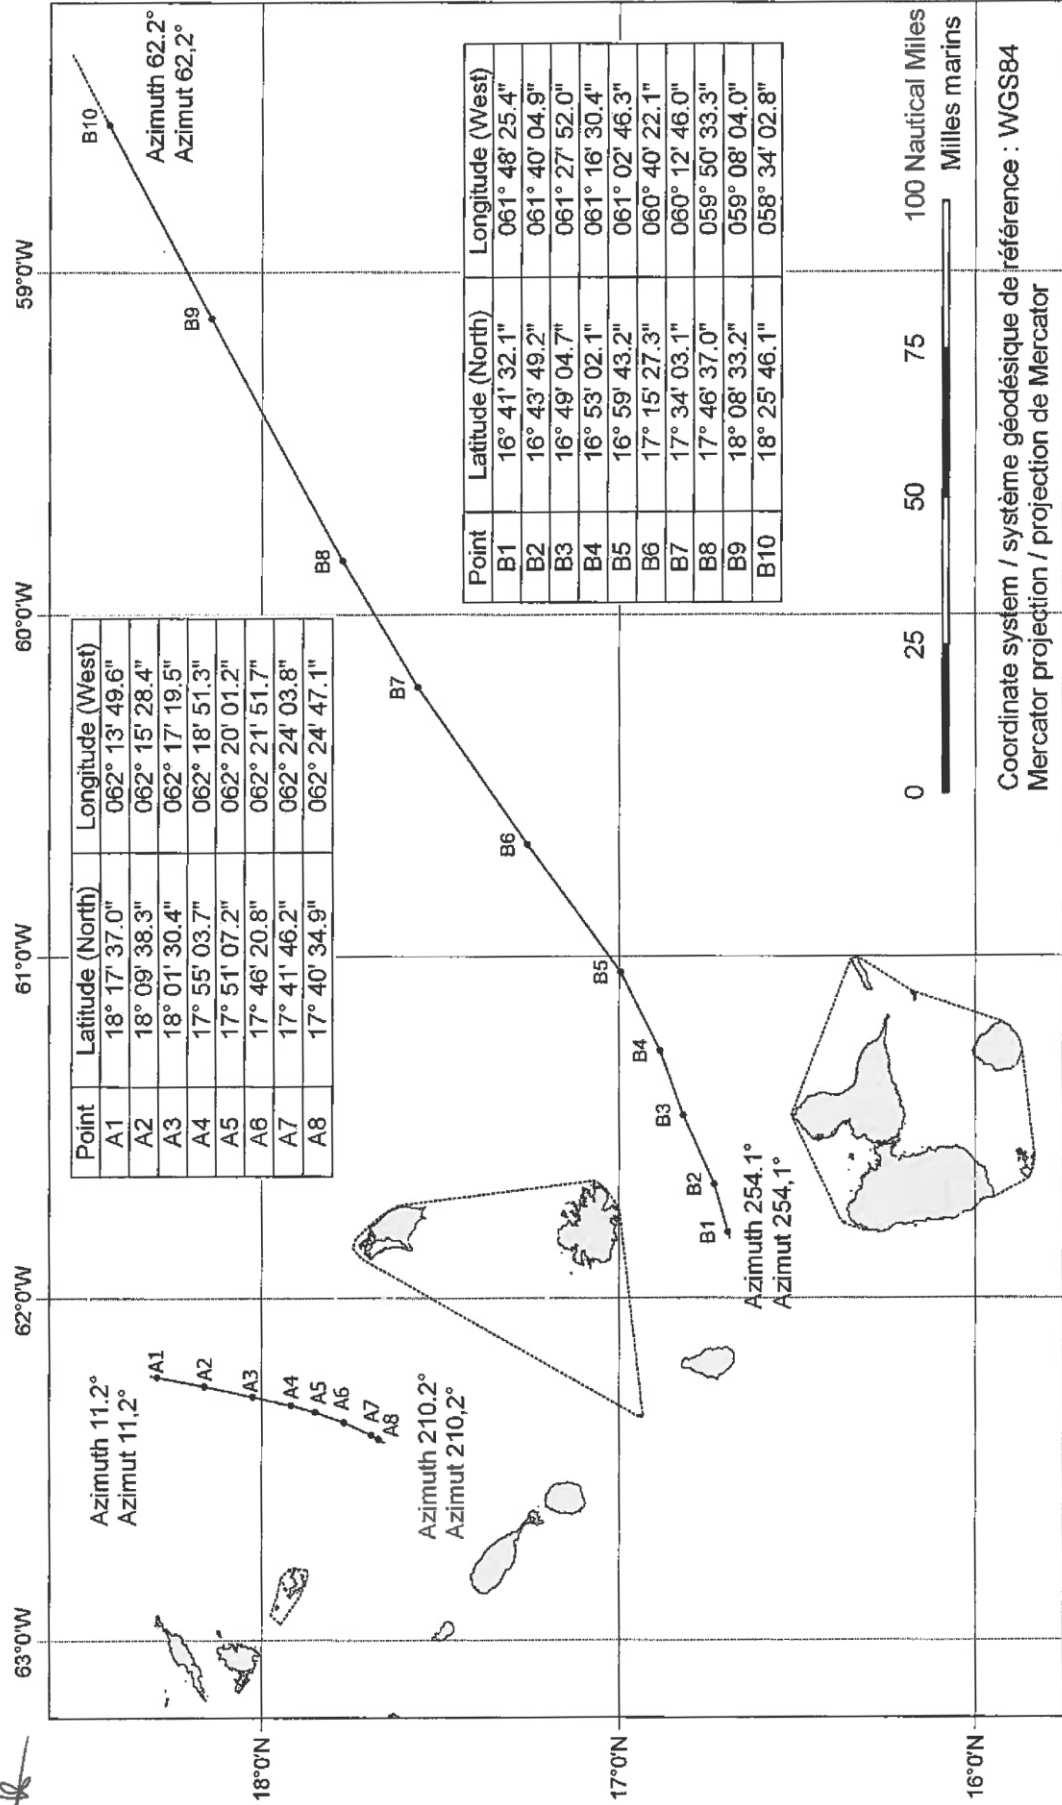 63°0'W 62°0'W 61°0'W 60°0'W 59°0'W
18°0'N
17°0'N
16°0'N
Azimuth 11.2°
Azimut 11,2°
A1
A2
A3
A4
A5
A6
A7
A8
Azimuth 210.2°
Azimut 210,2°
Point Latitude (North) Longitude (West)
A1 18° 17' 37.0" 062° 13' 49.6"
A2 18° 09' 38.3" 062° 15' 28.4"
A3 18° 01' 30.4" 062° 17' 19.5"
A4 17° 55' 03.7" 062° 18' 51.3"
A5 17° 51' 07.2" 062° 20' 01.2"
A6 17° 46' 20.8" 062° 21' 51.7"
A7 17° 41' 46.2" 062° 24' 03.8"
A8 17° 40' 34.9" 062° 24' 47.1"
B10
Azimuth 62.2°
Azimut 62,2°
B9
B8
B7
B6
B5
B4
B3
B2
B1
Azimuth 254.1°
Azimut 254,1°
Point Latitude (North) Longitude (West)
B1 16° 41' 32.1" 061° 48' 25.4"
B2 16° 43' 49.2" 061° 40' 04.9"
B3 16° 49' 04.7" 061° 27' 52.0"
B4 16° 53' 02.1" 061° 16' 30.4"
B5 16° 59' 43.2" 061° 02' 46.3"
B6 17° 15' 27.3" 060° 40' 22.1"
B7 17° 34' 03.1" 060° 12' 46.0"
B8 17° 46' 37.0" 059° 50' 33.3"
B9 18° 08' 33.2" 059° 08' 04.0"
B10 18° 25' 46.1" 058° 34' 02.8"
0 25 50 75 100 Nautical Miles
Milles marins
Coordinate system / système géodésique de référence : WGS84
Mercator projection / projection de Mercator